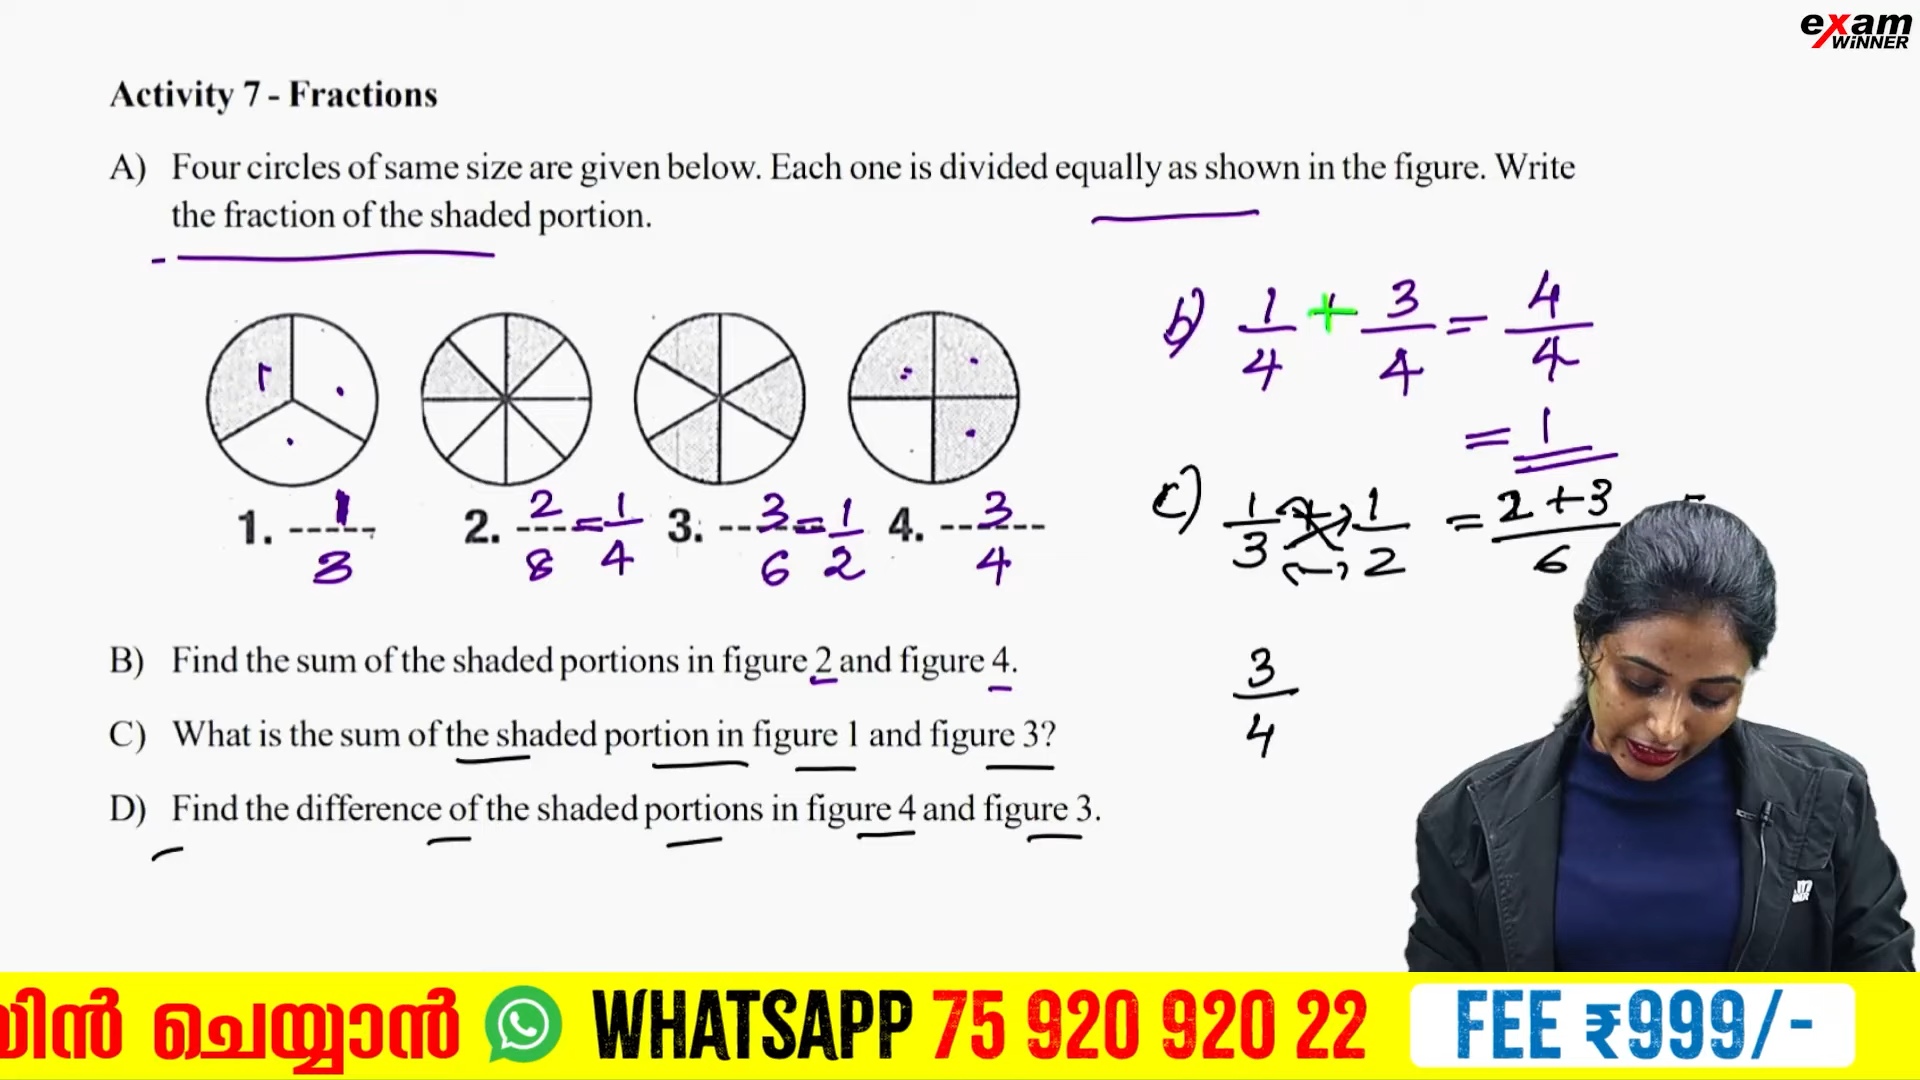 exam
WiNNER
Activity 7 - Fractions
A) Four circles of same size are given below. Each one is divided equally as shown in the figure. Write
the fraction of the shaded portion.
b) 1/4 + 3/4 = 4/4
= 1
1. 1/3 2. 2/8 = 1/4 3. 3/6 = 1/2 4. 3/4
c) 1/3 + 1/2 = 2+3/6
3/4
B) Find the sum of the shaded portions in figure 2 and figure 4.
C) What is the sum of the shaded portion in figure 1 and figure 3?
D) Find the difference of the shaded portions in figure 4 and figure 3.
ചെയ്യാൻ WHATSAPP 75 920 920 22 FEE ₹999/-